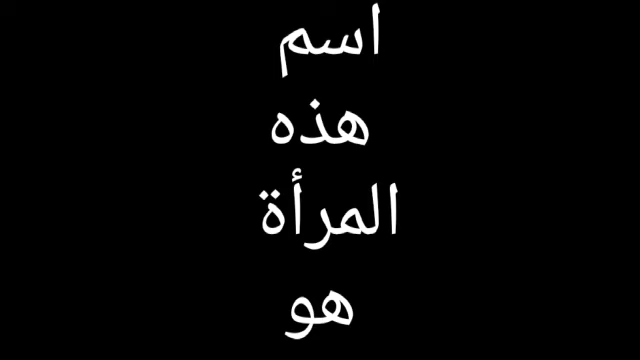 اسم
هذه
المرأة
هو